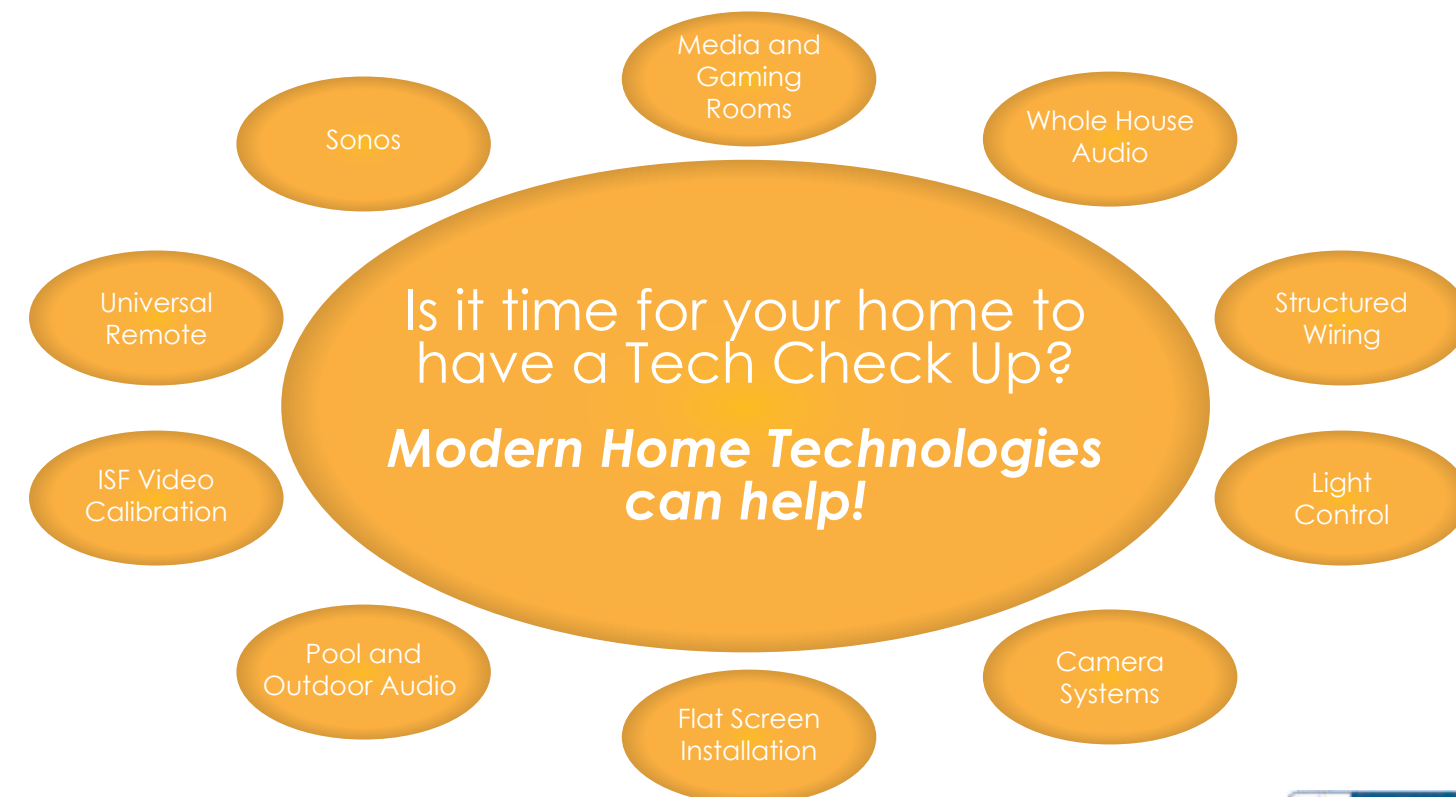 Media and
Gaming
Rooms
Sonos
Whole House
Audio
Universal
Remote
Structured
Wiring
Is it time for your home to
have a Tech Check Up?
Modern Home Technologies
can help!
ISF Video
Calibration
Light
Control
Pool and
Outdoor Audio
Camera
Systems
Flat Screen
Installation